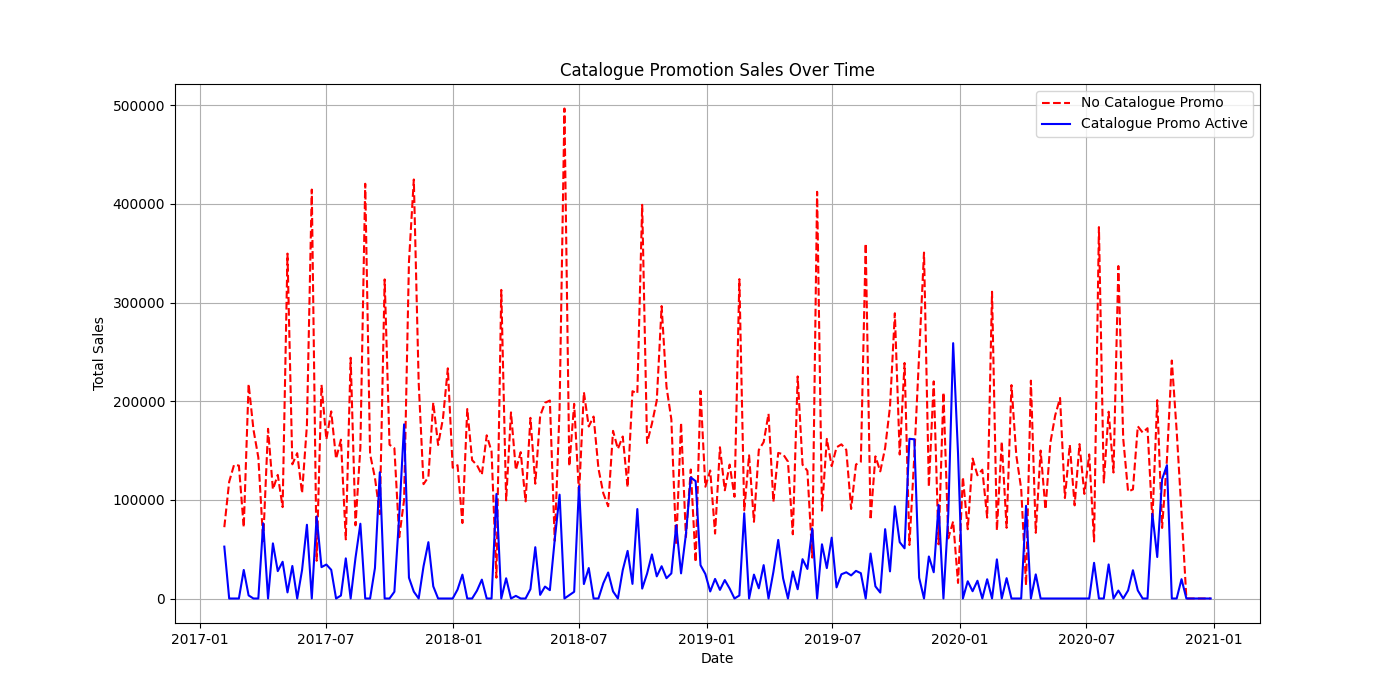 Catalogue Promotion Sales Over Time
No Catalogue Promo
Catalogue Promo Active
500000
400000
300000
200000
100000
0
Total Sales
2017-01 2017-07 2018-01 2018-07 2019-01 2019-07 2020-01 2020-07 2021-01
Date